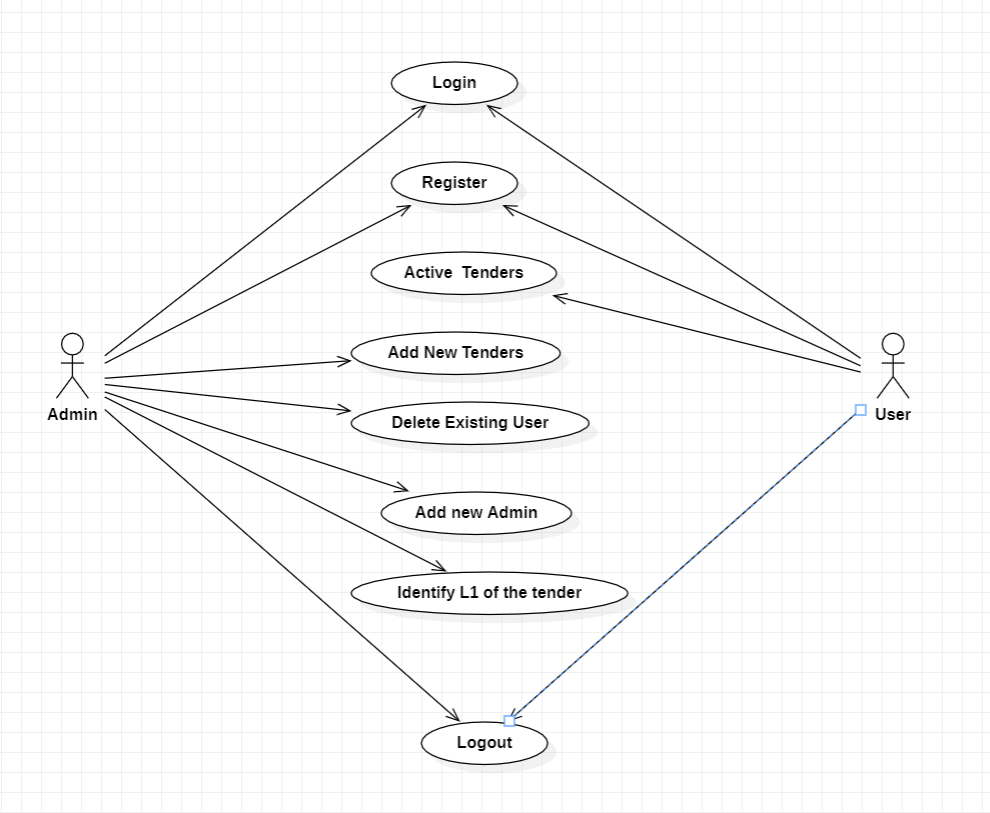 Login
Register
Active  Tenders
Add New Tenders
Admin
User
Delete Existing User
Add new Admin
Identify L1 of the tender
Logout